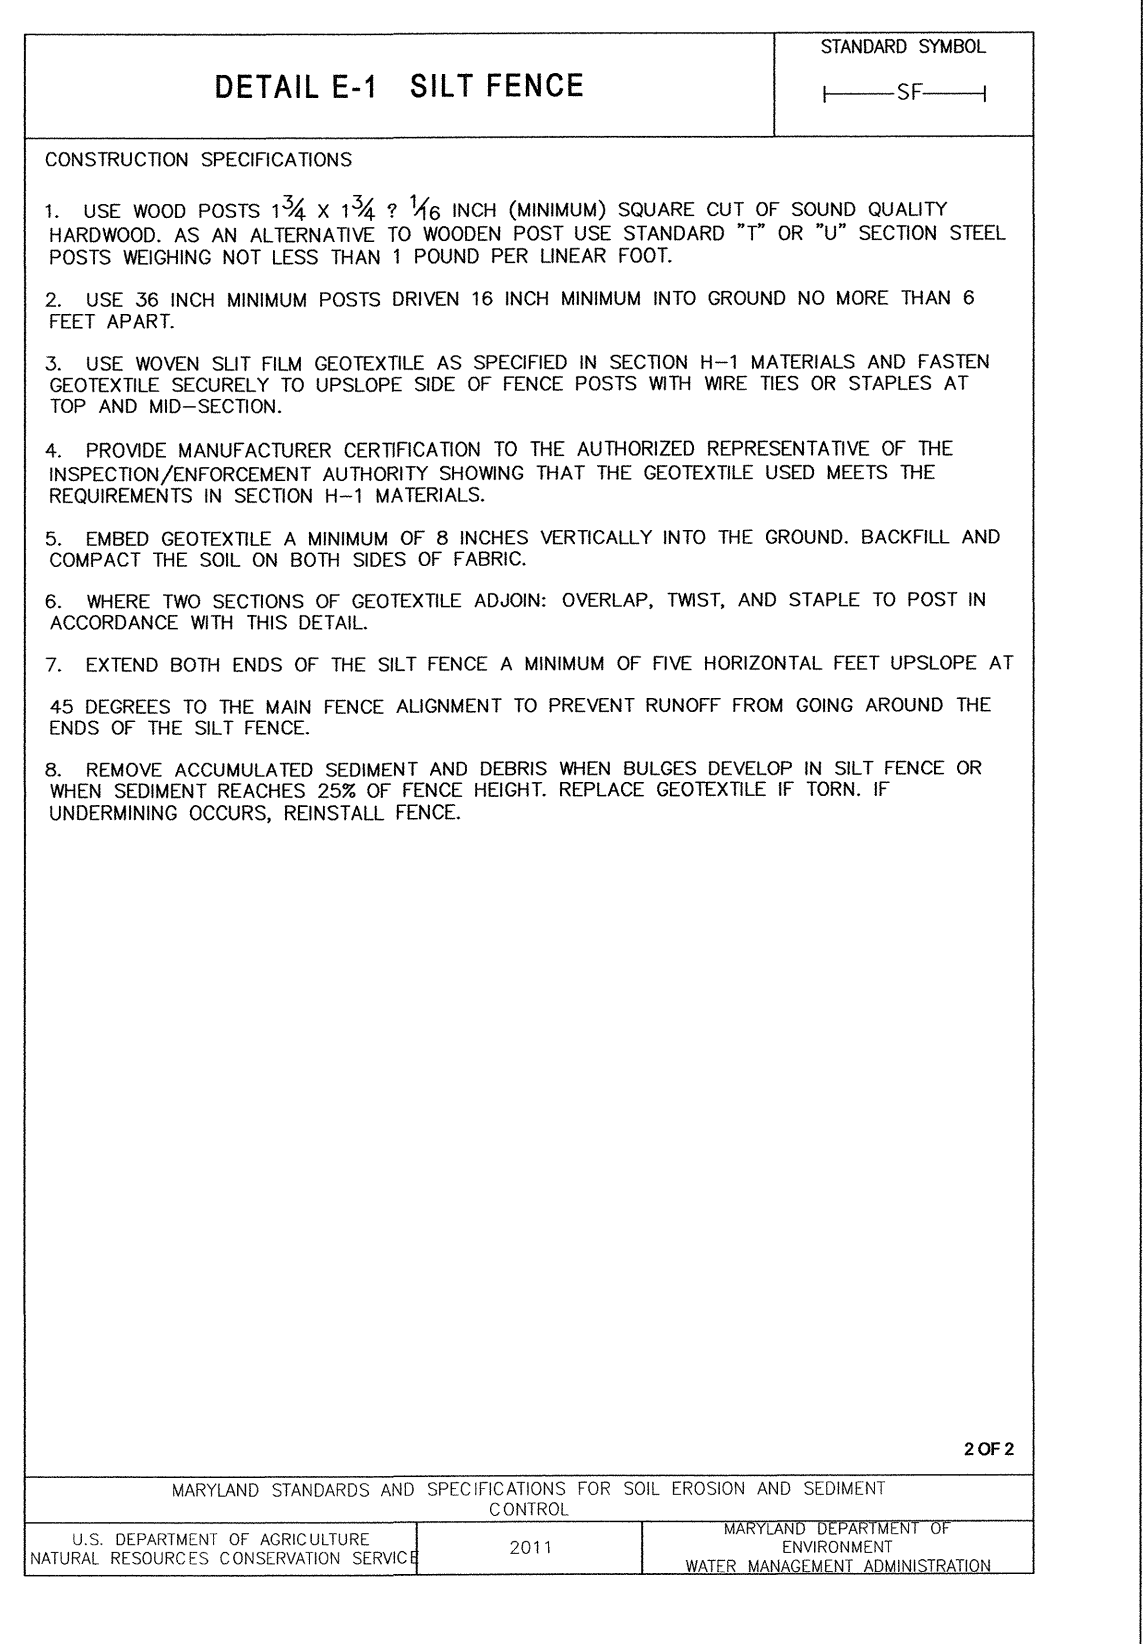 DETAIL E-1 SILT FENCE
STANDARD SYMBOL
SF
CONSTRUCTION SPECIFICATIONS
1. USE WOOD POSTS 1¾ X 1¾ ? 1/16 INCH (MINIMUM) SQUARE CUT OF SOUND QUALITY
HARDWOOD. AS AN ALTERNATIVE TO WOODEN POST USE STANDARD "T" OR "U" SECTION STEEL
POSTS WEIGHING NOT LESS THAN 1 POUND PER LINEAR FOOT.
2. USE 36 INCH MINIMUM POSTS DRIVEN 16 INCH MINIMUM INTO GROUND NO MORE THAN 6
FEET APART.
3. USE WOVEN SLIT FILM GEOTEXTILE AS SPECIFIED IN SECTION H-1 MATERIALS AND FASTEN
GEOTEXTILE SECURELY TO UPSLOPE SIDE OF FENCE POSTS WITH WIRE TIES OR STAPLES AT
TOP AND MID-SECTION.
4. PROVIDE MANUFACTURER CERTIFICATION TO THE AUTHORIZED REPRESENTATIVE OF THE
INSPECTION/ENFORCEMENT AUTHORITY SHOWING THAT THE GEOTEXTILE USED MEETS THE
REQUIREMENTS IN SECTION H-1 MATERIALS.
5. EMBED GEOTEXTILE A MINIMUM OF 8 INCHES VERTICALLY INTO THE GROUND. BACKFILL AND
COMPACT THE SOIL ON BOTH SIDES OF FABRIC.
6. WHERE TWO SECTIONS OF GEOTEXTILE ADJOIN: OVERLAP, TWIST, AND STAPLE TO POST IN
ACCORDANCE WITH THIS DETAIL.
7. EXTEND BOTH ENDS OF THE SILT FENCE A MINIMUM OF FIVE HORIZONTAL FEET UPSLOPE AT
45 DEGREES TO THE MAIN FENCE ALIGNMENT TO PREVENT RUNOFF FROM GOING AROUND THE
ENDS OF THE SILT FENCE.
8. REMOVE ACCUMULATED SEDIMENT AND DEBRIS WHEN BULGES DEVELOP IN SILT FENCE OR
WHEN SEDIMENT REACHES 25% OF FENCE HEIGHT. REPLACE GEOTEXTILE IF TORN. IF
UNDERMINING OCCURS, REINSTALL FENCE.
2 OF 2
MARYLAND STANDARDS AND SPECIFICATIONS FOR SOIL EROSION AND SEDIMENT
CONTROL
U.S. DEPARTMENT OF AGRICULTURE
NATURAL RESOURCES CONSERVATION SERVICE
2011
MARYLAND DEPARTMENT OF
ENVIRONMENT
WATER MANAGEMENT ADMINISTRATION